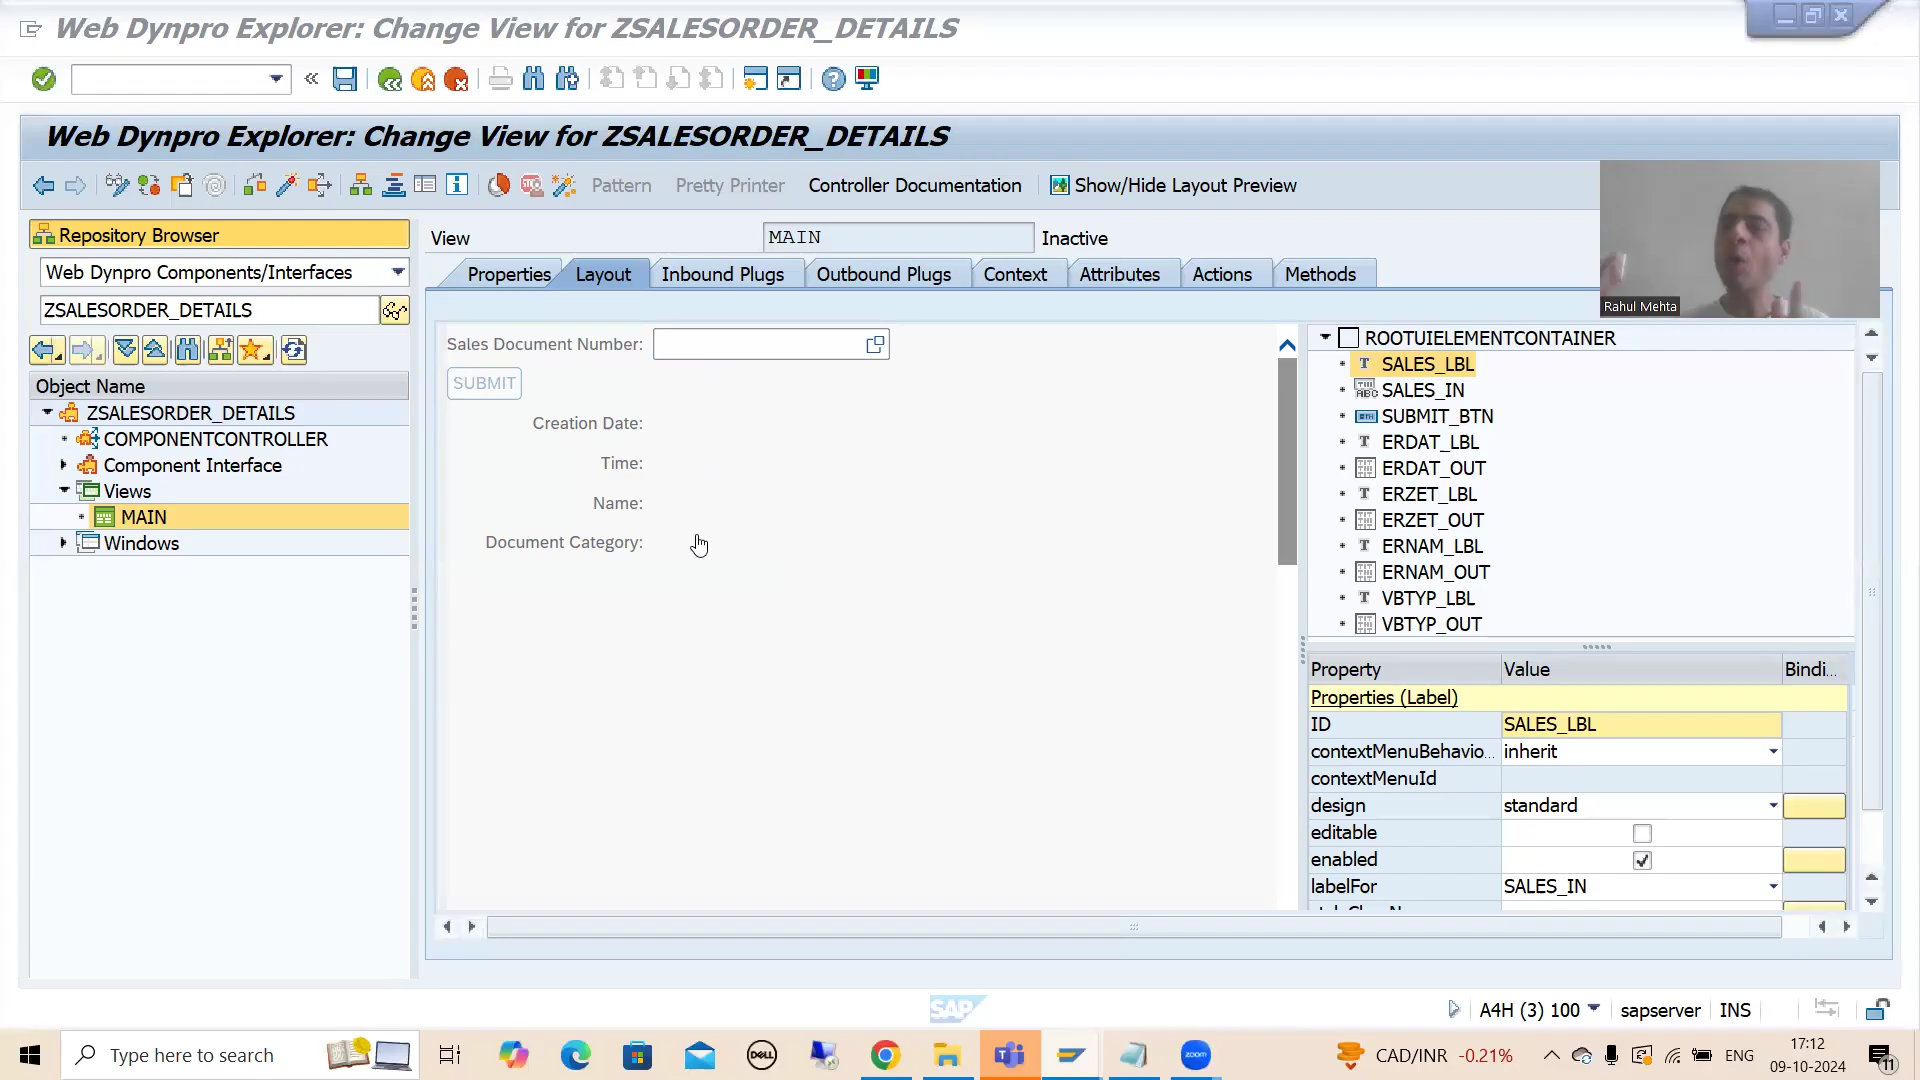 Web Dynpro Explorer: Change View for ZSALESORDER_DETAILS
Web Dynpro Explorer: Change View for ZSALESORDER_DETAILS
Pattern Pretty Printer Controller Documentation Show/Hide Layout Preview
Repository Browser
Web Dynpro Components/Interfaces
ZSALESORDER_DETAILS
Object Name
ZSALESORDER_DETAILS
COMPONENTCONTROLLER
Component Interface
Views
MAIN
Windows
View MAIN Inactive
Properties Layout Inbound Plugs Outbound Plugs Context Attributes Actions Methods
Sales Document Number:
SUBMIT
Creation Date:
Time:
Name:
Document Category:
Rahul Mehta
ROOTUIELEMENTCONTAINER
SALES_LBL
SALES_IN
SUBMIT_BTN
ERDAT_LBL
ERDAT_OUT
ERZET_LBL
ERZET_OUT
ERNAM_LBL
ERNAM_OUT
VBTYP_LBL
VBTYP_OUT
Property Value Bindi...
Properties (Label)
ID SALES_LBL
contextMenuBehavio... inherit
contextMenuId
design standard
editable
enabled
labelFor SALES_IN
SAP
A4H (3) 100 sapserver INS
Type here to search
DELL
zoom
CAD/INR -0.21%
ENG
17:12
09-10-2024
11